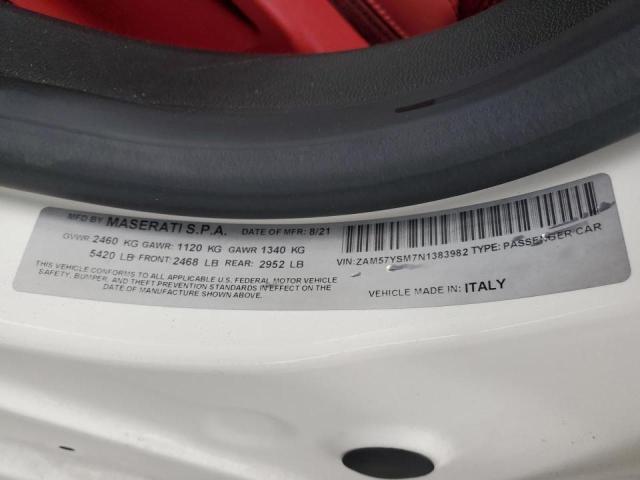 MFD BY MASERATI S.P.A. DATE OF MFR: 8/21
GVWR: 2460 KG GAWR: 1120 KG GAWR 1340 KG
5420 LB FRONT: 2468 LB REAR: 2952 LB
THIS VEHICLE CONFORMS TO ALL APPLICABLE U.S. FEDERAL MOTOR VEHICLE
SAFETY, BUMPER, AND THEFT PREVENTION STANDARDS IN EFFECT ON THE
DATE OF MANUFACTURE SHOWN ABOVE.
VIN:ZAM57YSM7N1383982 TYPE: PASSENGER CAR
VEHICLE MADE IN: ITALY